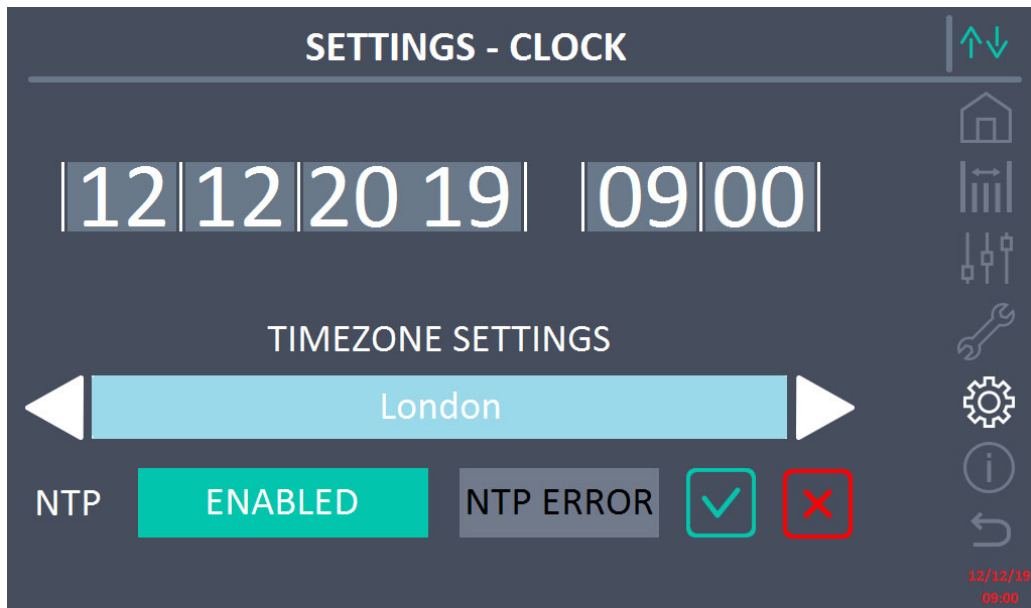 SETTINGS - CLOCK
12 12 20 19 09 00
TIMEZONE SETTINGS
London
NTP ENABLED NTP ERROR
12/12/19
09:00